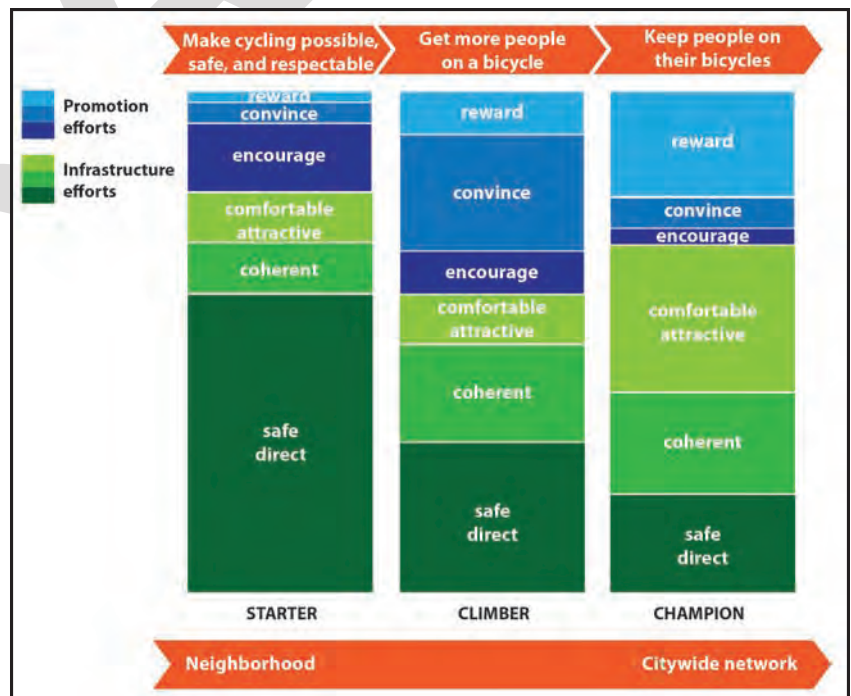 Make cycling possible,
safe, and respectable
Get more people
on a bicycle
Keep people on
their bicycles
Promotion
efforts
Infrastructure
efforts
reward
convince
encourage
comfortable
attractive
coherent
safe
direct
STARTER
reward
convince
encourage
comfortable
attractive
coherent
safe
direct
CLIMBER
reward
convince
encourage
comfortable
attractive
coherent
safe
direct
CHAMPION
Neighborhood
Citywide network